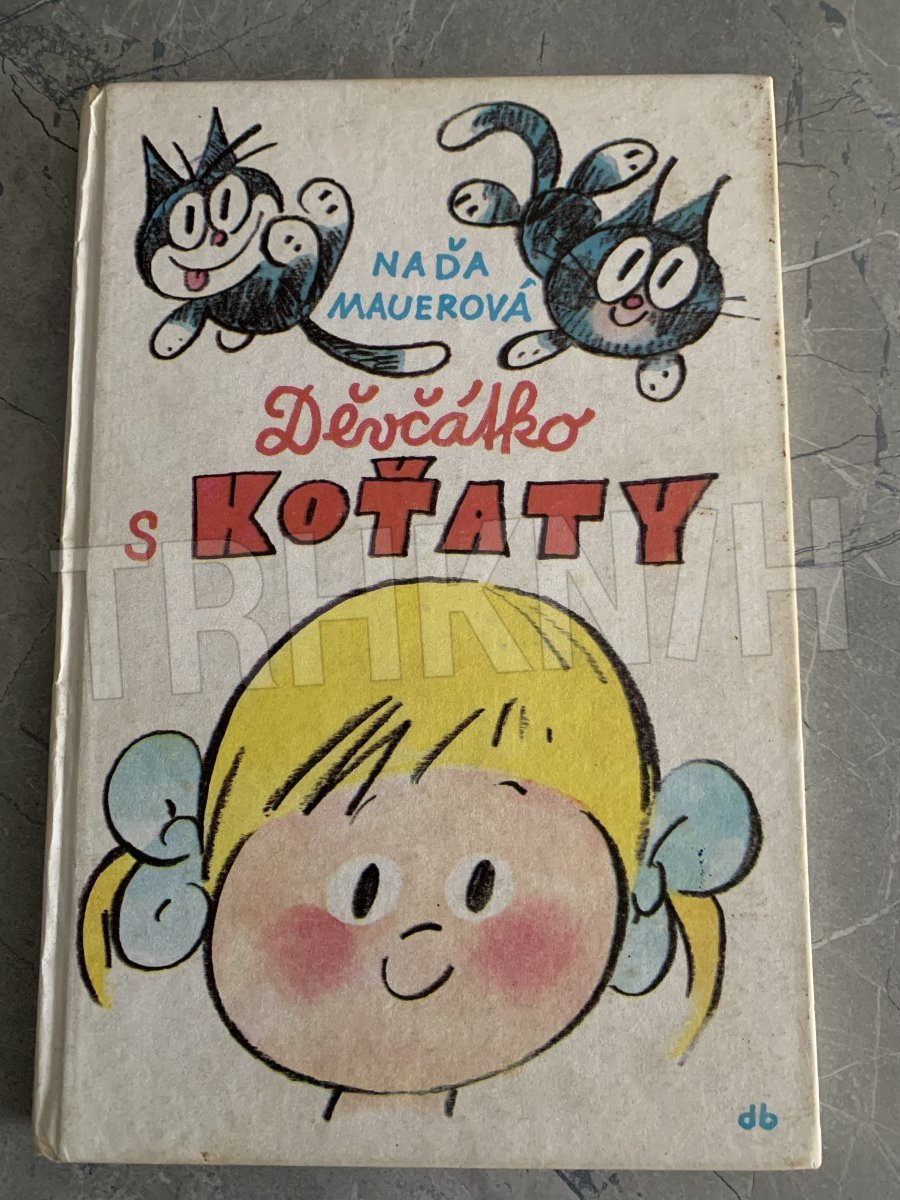 NAĎA
MAUEROVÁ
Děvčátko
s KOŤATY
TRHKNIH
db